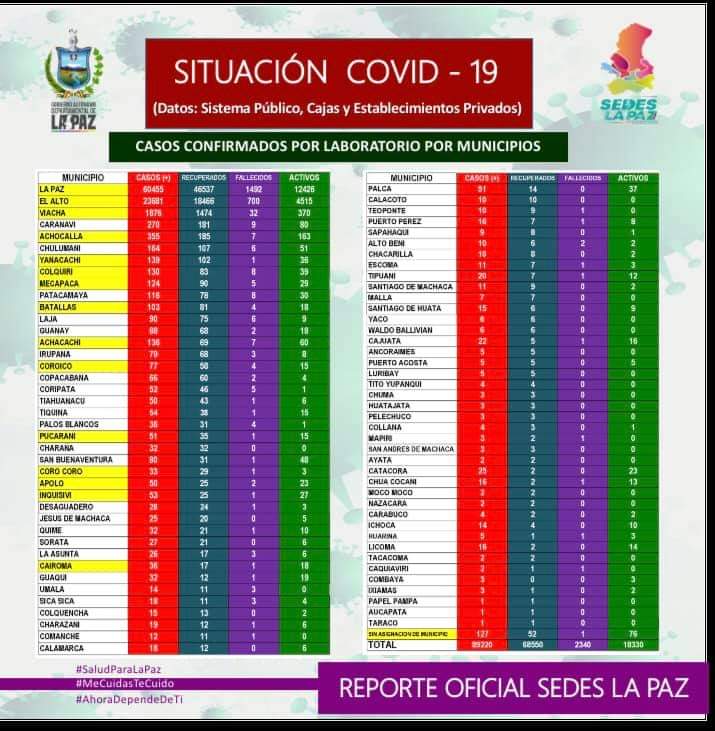 GOBIERNO AUTÓNOMO
DEPARTAMENTAL DE
LA PAZ
SITUACIÓN COVID - 19
(Datos: Sistema Público, Cajas y Establecimientos Privados)
SEDES
LA PAZ
CASOS CONFIRMADOS POR LABORATORIO POR MUNICIPIOS
MUNICIPIO CASOS (+) RECUPERADOS FALLECIDOS ACTIVOS
LA PAZ 60455 46537 1492 12426
EL ALTO 23681 18466 700 4515
VIACHA 1876 1474 32 370
CARANAVI 270 181 9 80
ACHOCALLA 355 185 7 163
CHULUMANI 164 107 6 51
YANACACHI 139 102 1 36
COLQUIRI 130 83 8 39
MECAPACA 124 90 5 29
PATACAMAYA 116 78 8 30
BATALLAS 103 81 4 18
LAJA 90 75 6 9
GUANAY 88 68 2 18
ACHACACHI 136 69 7 60
IRUPANA 79 68 3 8
COROICO 77 58 4 15
COPACABANA 66 60 2 4
CORIPATA 52 46 5 1
TIAHUANACU 50 43 1 6
TIQUINA 54 38 1 15
PALOS BLANCOS 36 31 4 1
PUCARANI 51 35 1 15
CHARAÑA 32 32 0 0
SAN BUENAVENTURA 80 31 1 48
CORO CORO 33 29 1 3
APOLO 50 25 2 23
INQUISIVI 53 25 1 27
DESAGUADERO 28 24 1 3
JESUS DE MACHACA 25 20 0 5
QUIME 32 21 1 10
SORATA 27 21 0 6
LA ASUNTA 26 17 3 6
CAIROMA 36 17 1 18
GUAQUI 32 12 1 19
UMALA 14 11 3 0
SICA SICA 18 11 3 4
COLQUENCHA 15 13 0 2
CHARAZANI 19 12 1 6
COMANCHE 12 11 1 0
CALAMARCA 18 12 0 6
MUNICIPIO CASOS (+) RECUPERADOS FALLECIDOS ACTIVOS
PALCA 14 0 37
CALACOTO 10 10 0 0
TEOPONTE 10 9 1 0
PUERTO PEREZ 16 7 1 8
SAPAHAQUI 9 8 0 1
ALTO BENI 10 6 2 2
CHACARILLA 10 8 0 2
ESCOMA 11 7 1 3
TIPUANI 20 7 1 12
SANTIAGO DE MACHACA 11 9 0 2
MALLA 7 7 0 0
SANTIAGO DE HUATA 15 6 0 9
YACO 6 6 0 0
WALDO BALLIVIAN 6 6 0 0
CAJUATA 22 5 1 16
ANCORAIMES 5 5 0 0
PUERTO ACOSTA 5 0 5
LURIBAY 5 5 0 0
TITO YUPANQUI 4 4 0 0
CHUMA 3 3 0 0
HUATAJATA 3 3 0 0
PELECHUCO 3 3 0 0
COLLANA 4 3 0 1
MAPIRI 3 2 1 0
SAN ANDRES DE MACHACA 3 3 0 0
AYATA 2 2 0 0
CATACORA 25 2 0 23
CHUA COCANI 16 2 1 13
MOCO MOCO 2 2 0 0
NAZACARA 2 2 0 0
CARABUCO 4 2 0 2
ICHOCA 14 4 0 10
HUARINA 5 1 1 3
LICOMA 16 2 0 14
TACACOMA 2 2 0 0
CAQUIAVIRI 2 1 1 0
COMBAYA 3 0 0 3
IXIAMAS 3 1 0 2
PAPEL PAMPA 1 1 0 0
AUCAPATA 1 1 0 0
TARACO 1 1 0 0
SIN ASIGNACION DE MUNICIPIO 127 52 1 76
TOTAL 89220 68550 2340 18330
#SaludParaLaPaz
#MeCuidasTeCuido
#AhoraDependeDeTi
REPORTE OFICIAL SEDES LA PAZ